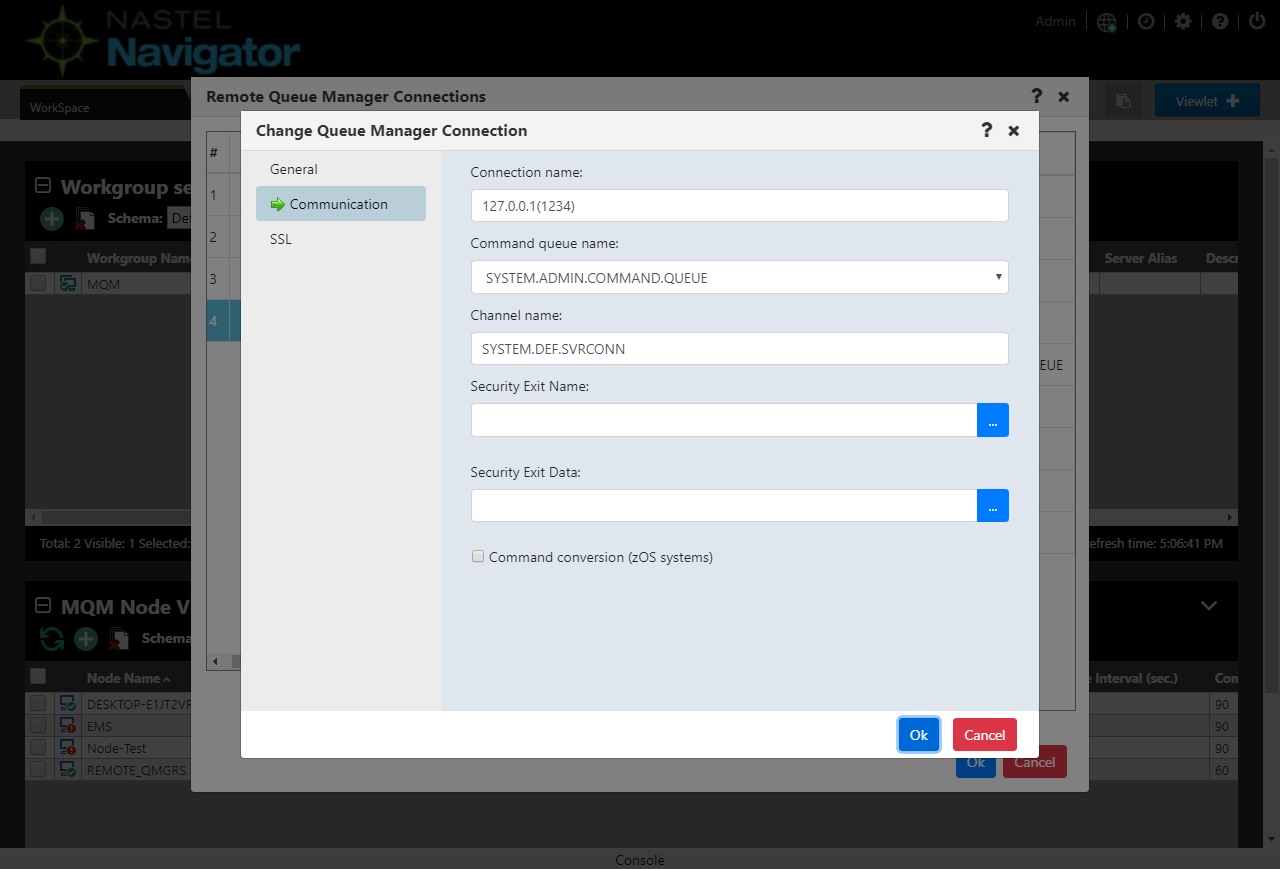 NASTEL
Navigator
Admin
WorkSpace
Viewlet
Remote Queue Manager Connections
?
Change Queue Manager Connection
?
#
1
2
3
4
General
Communication
SSL
Connection name:
127.0.0.1(1234)
Command queue name:
SYSTEM.ADMIN.COMMAND.QUEUE
Channel name:
SYSTEM.DEF.SVRCONN
Security Exit Name:
...
Security Exit Data:
...
Command conversion (zOS systems)
EUE
Ok
Cancel
Ok
Cancel
Workgroup se
Schema:
De
Workgroup Nam
Server Alias
Descr
MQM
Total: 2 Visible: 1 Selected:
efresh time: 5:06:41 PM
MQM Node V
Schema
Node Name
Interval (sec.)
Con
DESKTOP-E1JT2VF
90
EMS
90
Node-Test
90
REMOTE_QMGRS
60
Console